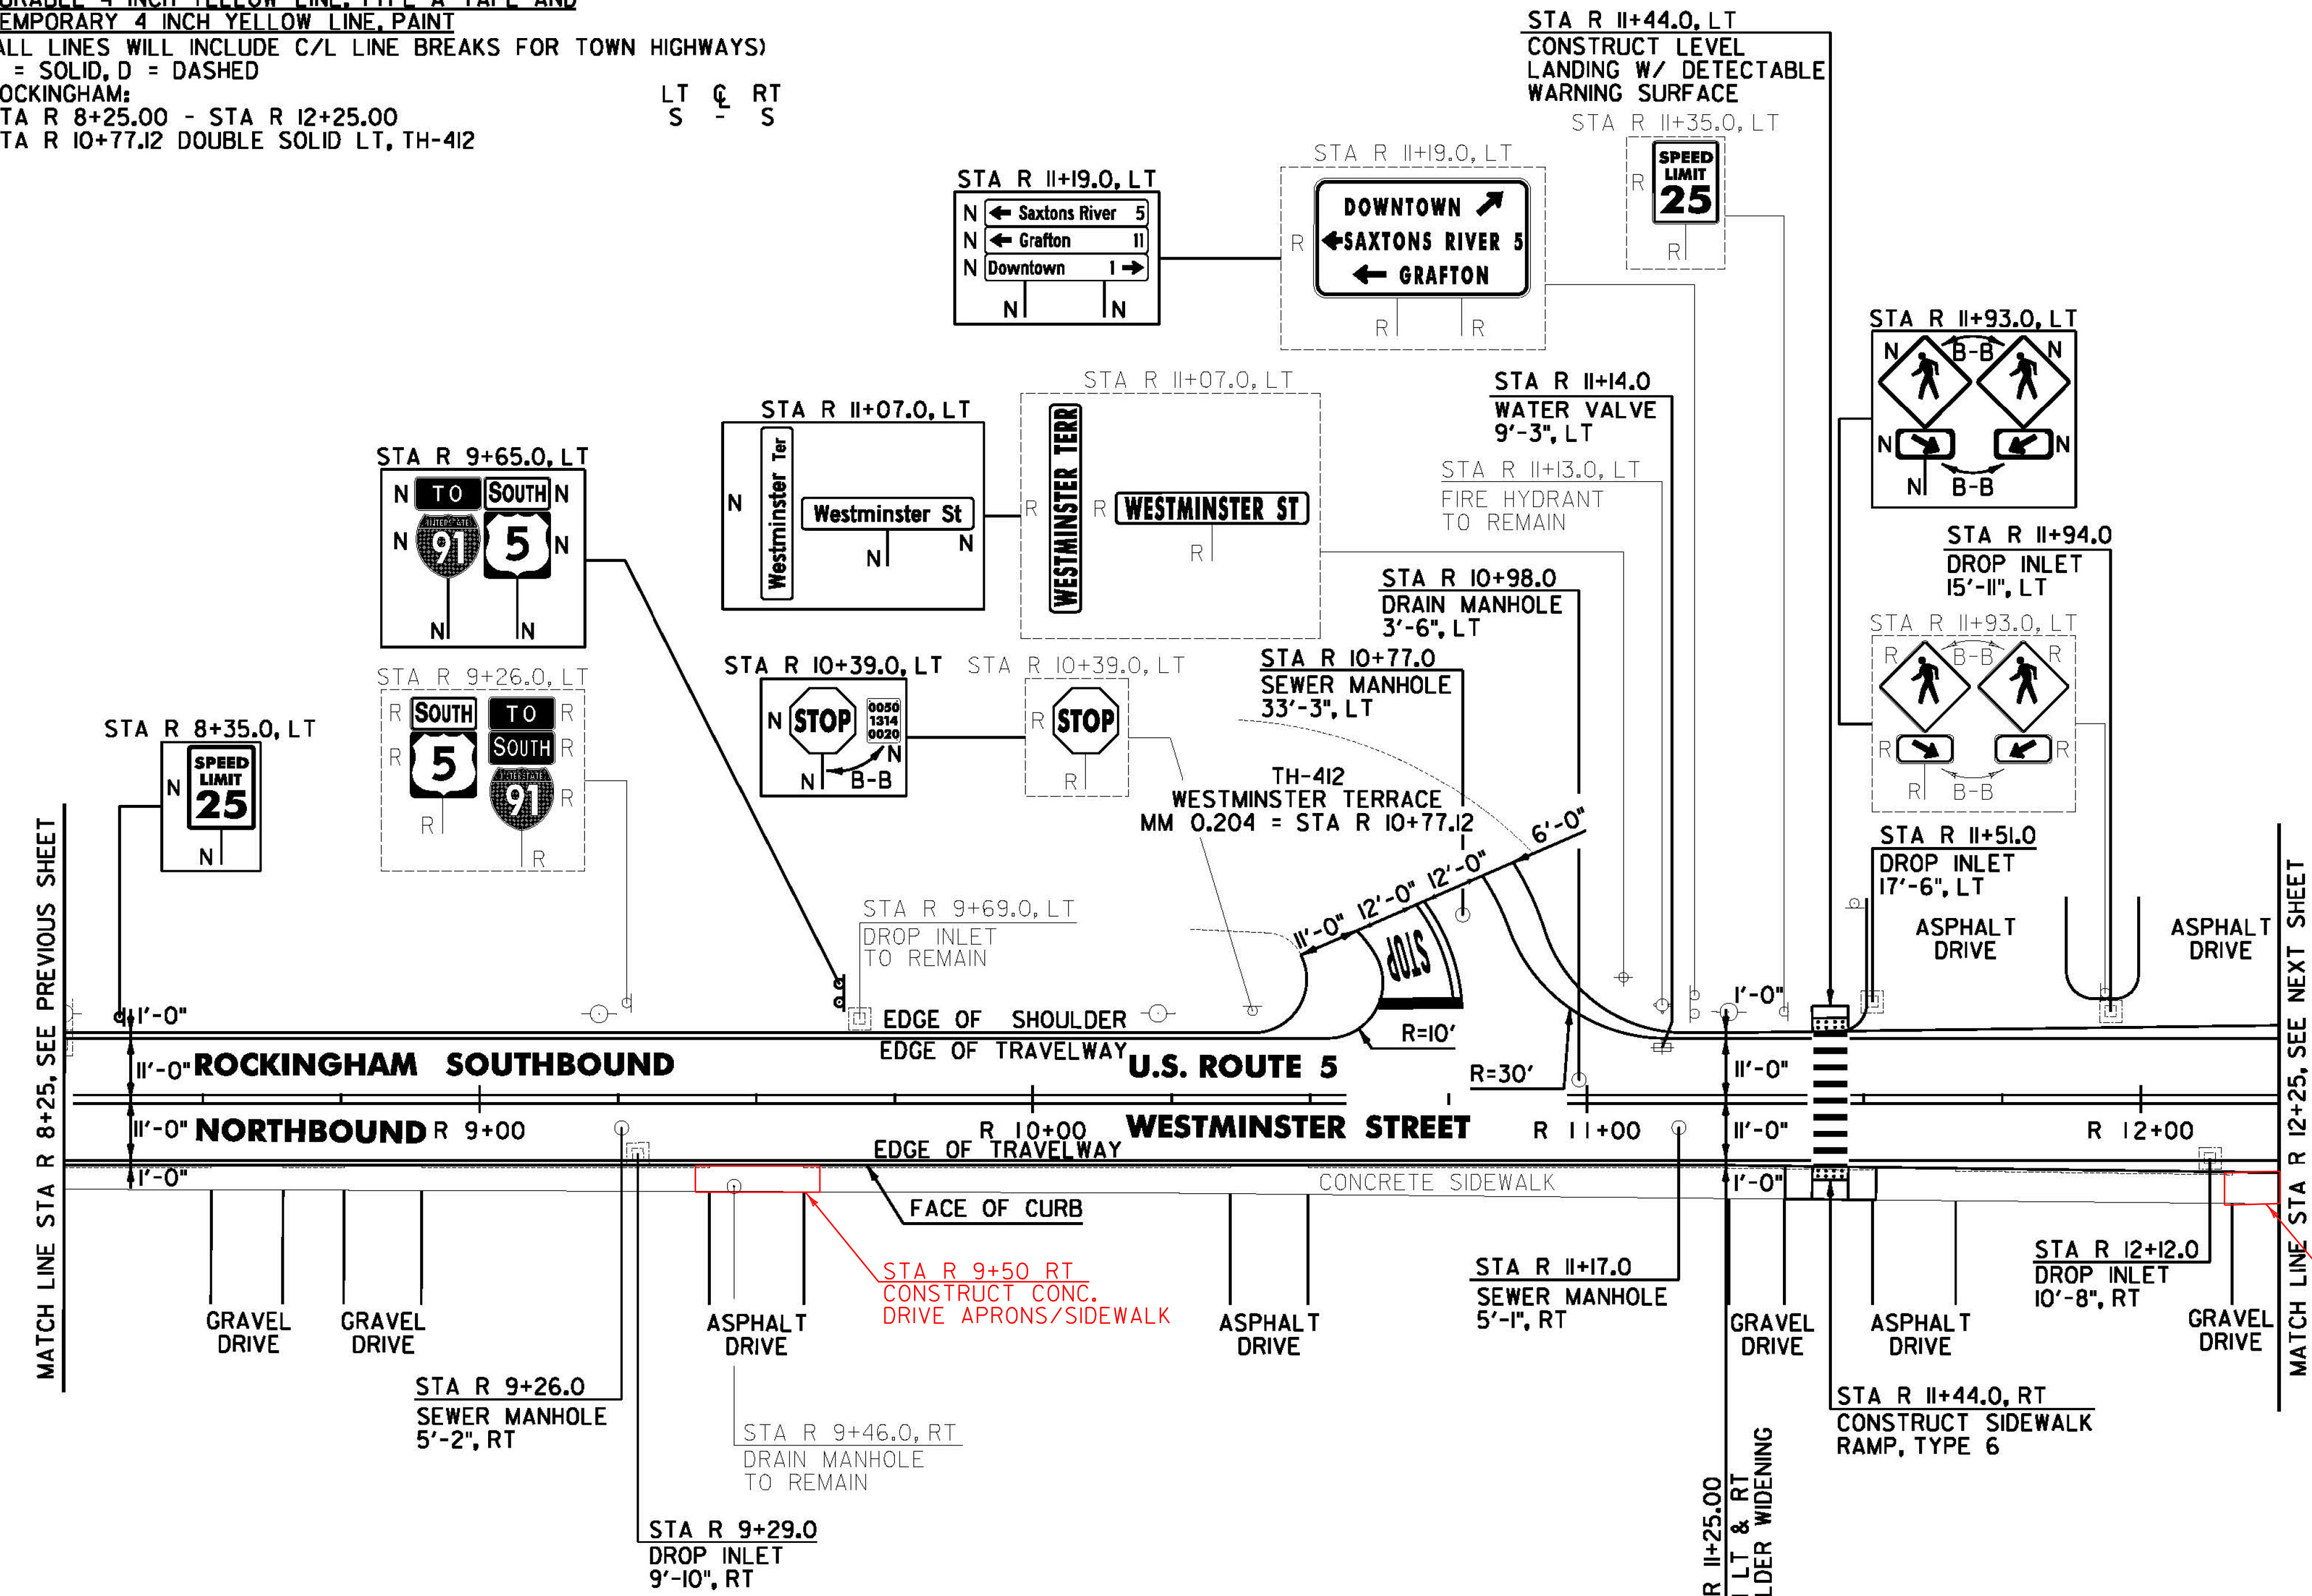 4 INCH YELLOW LINE, TYPE A TAPE AND
TEMPORARY 4 INCH YELLOW LINE, PAINT
ALL LINES WILL INCLUDE C/L LINE BREAKS FOR TOWN HIGHWAYS)
= SOLID, D = DASHED
OCKINGHAM:
TA R 8+25.00 - STA R 12+25.00
TA R 10+77.12 DOUBLE SOLID LT, TH-412
LT ℄ RT
S - S
STA R 11+44.0, LT
CONSTRUCT LEVEL
LANDING W/ DETECTABLE
WARNING SURFACE
STA R 11+35.0, LT
R
SPEED
LIMIT
25
R
STA R 11+19.0, LT
N ← Saxtons River 5
N ← Grafton 11
N Downtown 1 →
N N
STA R 11+19.0, LT
R
DOWNTOWN ↗
←SAXTONS RIVER 5
← GRAFTON
R R
STA R 11+93.0, LT
N B-B N
N N
N B-B
STA R 11+07.0, LT
N
Westminster Ter
Westminster St
N N
STA R 11+07.0, LT
R
WESTMINSTER TERR
R WESTMINSTER ST
R
STA R 11+14.0
WATER VALVE
9'-3", LT
STA R 11+13.0, LT
FIRE HYDRANT
TO REMAIN
STA R 9+65.0, LT
N TO SOUTH N
N INTERSTATE 91 5 N
N N
STA R 11+94.0
DROP INLET
15'-11", LT
STA R 10+98.0
DRAIN MANHOLE
3'-6", LT
STA R 11+93.0, LT
R B-B R
R R
R B-B
STA R 9+26.0, LT
R SOUTH TO R
R 5 SOUTH R
INTERSTATE 91 R
R R
STA R 10+39.0, LT
N STOP
0050
1314
0020
N
N B-B
STA R 10+39.0, LT
R STOP
R
STA R 10+77.0
SEWER MANHOLE
33'-3", LT
STA R 8+35.0, LT
N
SPEED
LIMIT
25
N
TH-412
WESTMINSTER TERRACE
MM 0.204 = STA R 10+77.12
11'-0" 12'-0" 12'-0" 6'-0"
STA R 11+51.0
DROP INLET
17'-6", LT
STA R 9+69.0, LT
DROP INLET
TO REMAIN
STOP
ASPHALT
DRIVE
ASPHALT
DRIVE
MATCH LINE STA R 8+25, SEE PREVIOUS SHEET
MATCH LINE STA R 12+25, SEE NEXT SHEET
1'-0"
EDGE OF SHOULDER
EDGE OF TRAVELWAY
R=10'
R=30'
1'-0"
11'-0" ROCKINGHAM SOUTHBOUND
U.S. ROUTE 5
11'-0"
11'-0" NORTHBOUND R 9+00
R 10+00
WESTMINSTER STREET
R 11+00
11'-0"
R 12+00
EDGE OF TRAVELWAY
1'-0"
CONCRETE SIDEWALK
1'-0"
FACE OF CURB
STA R 9+50 RT
CONSTRUCT CONC.
DRIVE APRONS/SIDEWALK
GRAVEL
DRIVE
GRAVEL
DRIVE
ASPHALT
DRIVE
ASPHALT
DRIVE
STA R 11+17.0
SEWER MANHOLE
5'-1", RT
GRAVEL
DRIVE
ASPHALT
DRIVE
STA R 12+12.0
DROP INLET
10'-8", RT
GRAVEL
DRIVE
STA R 9+26.0
SEWER MANHOLE
5'-2", RT
STA R 9+46.0, RT
DRAIN MANHOLE
TO REMAIN
STA R 11+44.0, RT
CONSTRUCT SIDEWALK
RAMP, TYPE 6
STA R 9+29.0
DROP INLET
9'-10", RT
R 11+25.00
LT & RT
LDER WIDENING